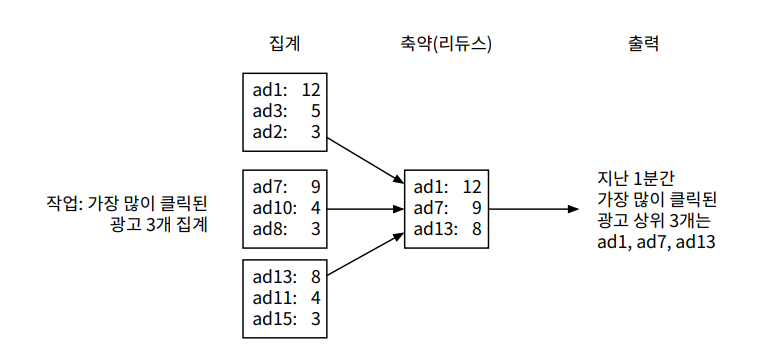 집계
축약(리듀스)
출력
작업: 가장 많이 클릭된
광고 3개 집계
ad1: 12
ad3: 5
ad2: 3
ad7: 9
ad10: 4
ad8: 3
ad13: 8
ad11: 4
ad15: 3
ad1: 12
ad7: 9
ad13: 8
지난 1분간
가장 많이 클릭된
광고 상위 3개는
ad1, ad7, ad13